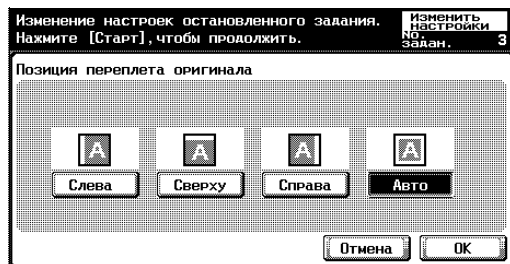 Изменение настроек остановленного задания.
Нажмите [Старт],чтобы продолжить.
Изменить
настройки
NO.
задан. 3
Позиция переплета оригинала
A A A A
Слева Сверху Справа Авто
Отмена OK